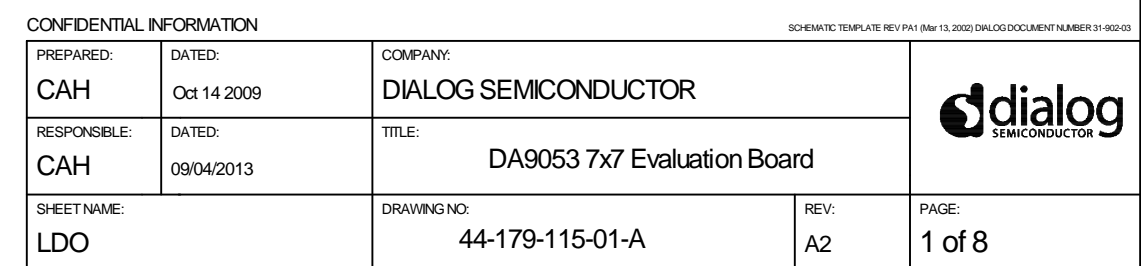 CONFIDENTIAL INFORMATION
SCHEMATIC TEMPLATE REV PA1 (Mar 13, 2002) DIALOG DOCUMENT NUMBER 31-902-03
PREPARED: DATED: COMPANY:
CAH Oct 14 2009 DIALOG SEMICONDUCTOR
dialog
SEMICONDUCTOR
RESPONSIBLE: DATED: TITLE:
CAH 09/04/2013 DA9053 7x7 Evaluation Board
SHEET NAME: DRAWING NO: REV: PAGE:
LDO 44-179-115-01-A A2 1 of 8